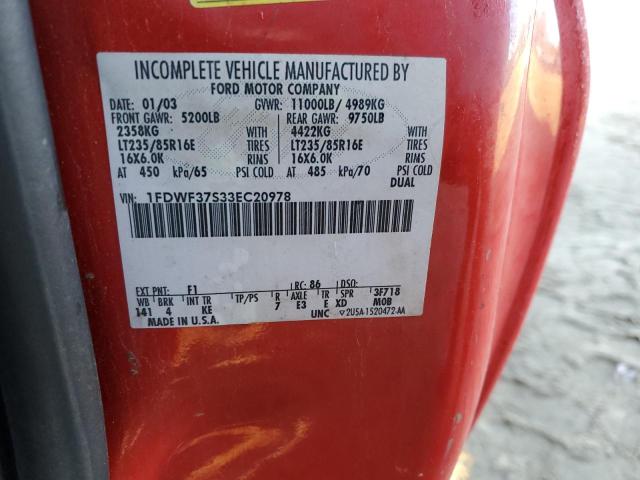 INCOMPLETE VEHICLE MANUFACTURED BY
FORD MOTOR COMPANY
DATE: 01/03 GVWR: 11000LB/ 4989KG
FRONT GAWR: 5200LB REAR GAWR: 9750LB
2358KG WITH 4422KG WITH
LT235/85R16E TIRES LT235/85R16E TIRES
16X6.0K RIMS 16X6.0K RIMS
AT 450 kPa/65 PSI COLD AT 485 kPa/70 PSI COLD
DUAL
VIN: 1FDWF37S33EC20978
EXT PNT: F1 RC: 86 DSO:
WB BRK INT TR TP/PS R AXLE TR SPR 3F718
141 4 KE 7 E3 E XD MOB
MADE IN U.S.A. UNC ▽2U5A-1520472-AA